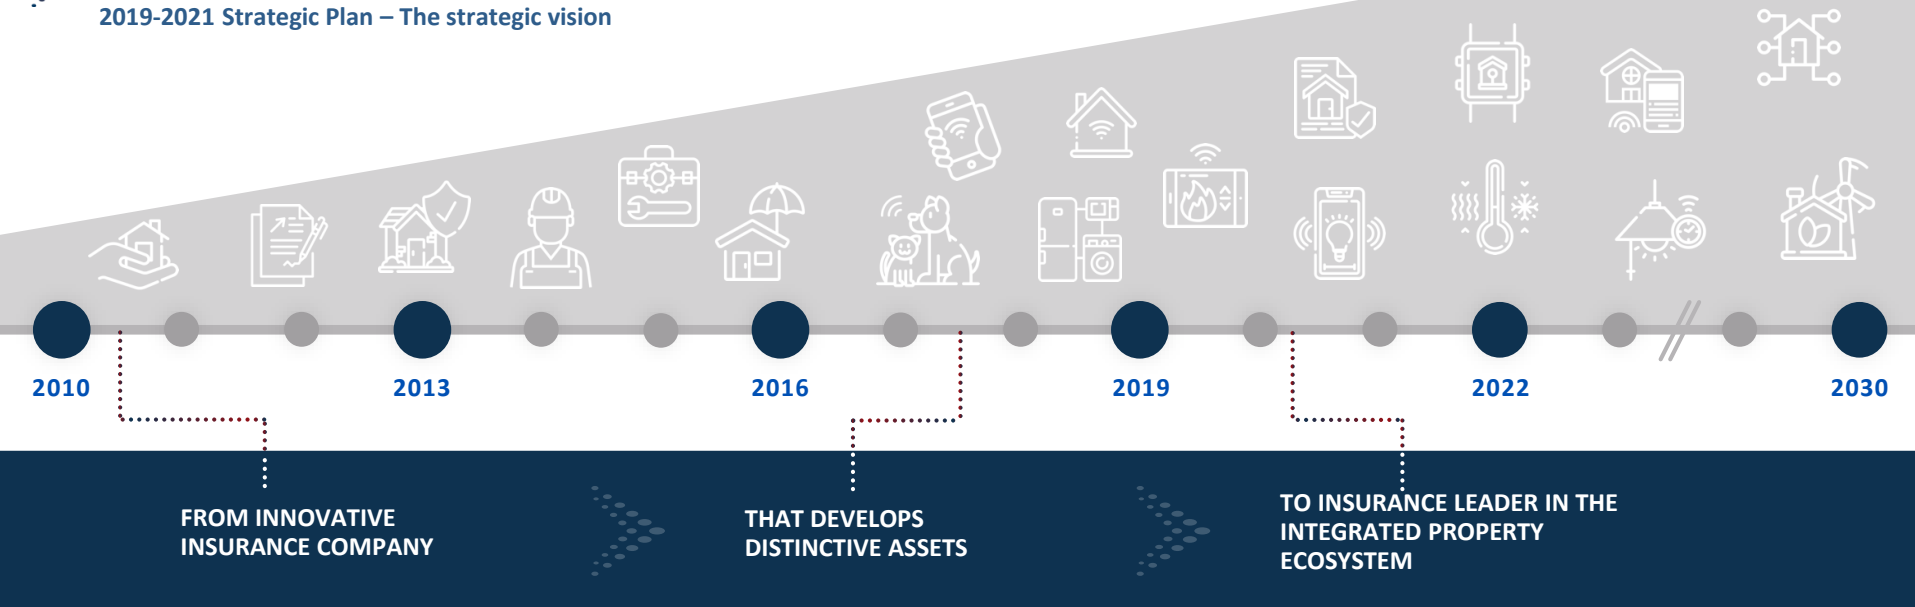 2019-2021 Strategic Plan – The strategic vision
2010
2013
2016
2019
2022
2030
FROM INNOVATIVE
INSURANCE COMPANY
THAT DEVELOPS
DISTINCTIVE ASSETS
TO INSURANCE LEADER IN THE
INTEGRATED PROPERTY
ECOSYSTEM